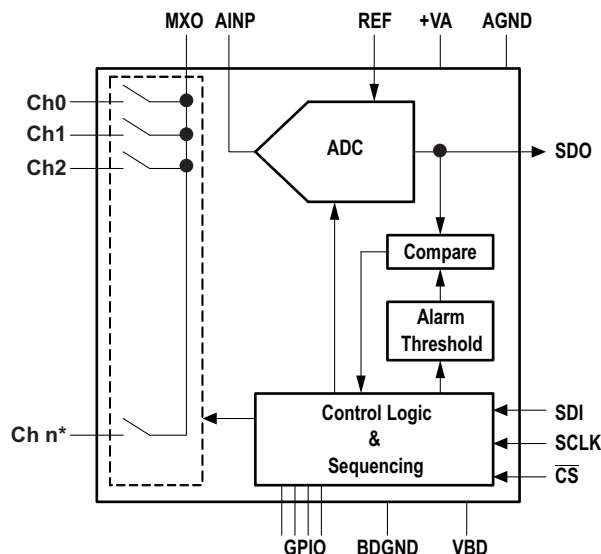 MXO AINP REF +VA AGND
Ch0
Ch1
Ch2
ADC
SDO
Compare
Alarm
Threshold
Control Logic
&
Sequencing
Ch n*
SDI
SCLK
CS
GPIO BDGND VBD